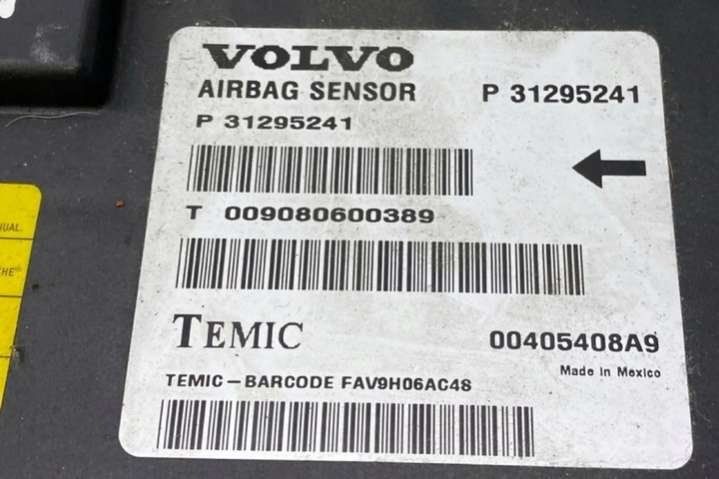 VOLVO
AIRBAG SENSOR P 31295241
P 31295241
T 009080600389
TEMIC 00405408A9
Made in Mexico
TEMIC-BARCODE FAV9H06AC48